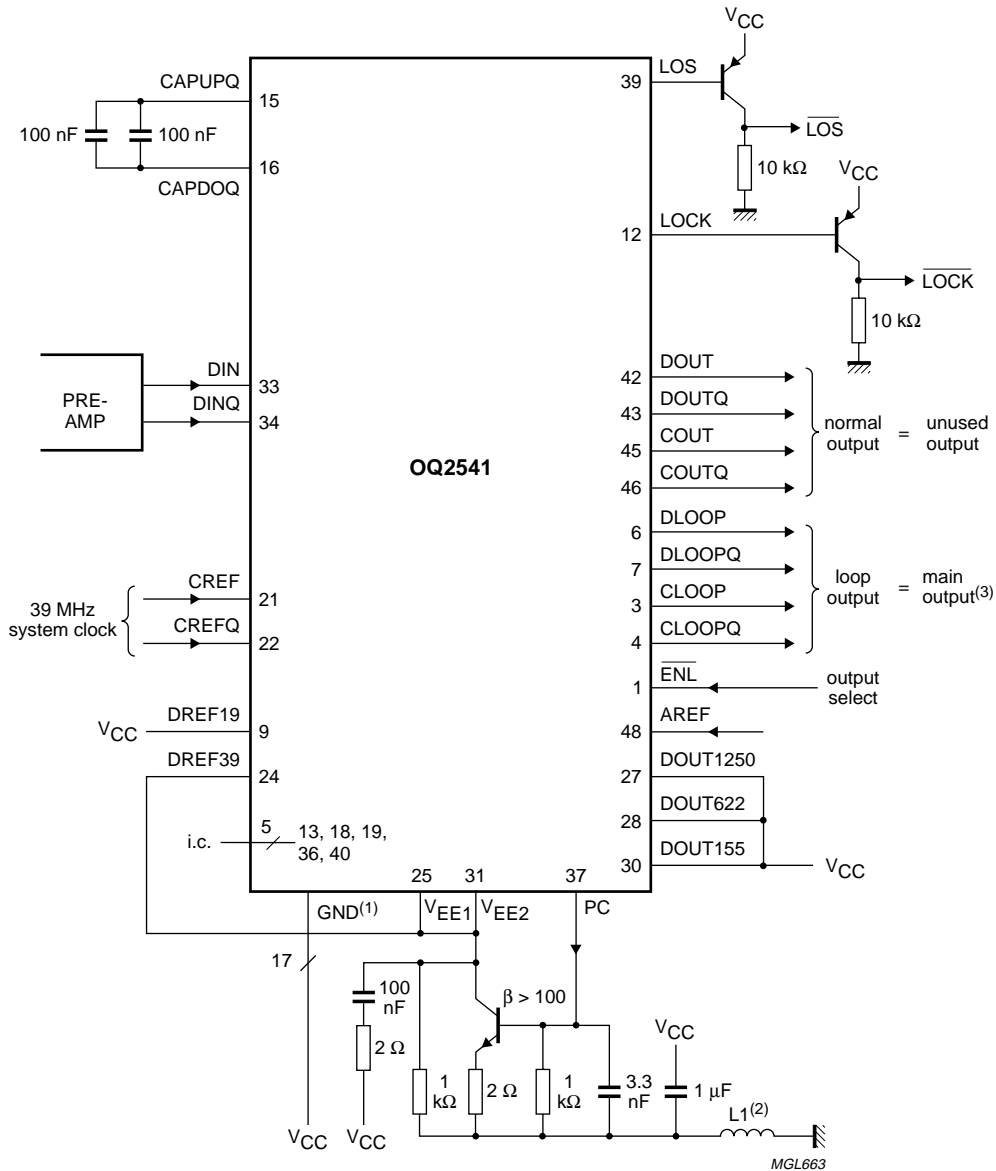 VCC
CAPUPQ
15
39
LOS
100 nF
100 nF
LOS
16
CAPDOQ
10 kΩ
VCC
12
LOCK
LOCK
10 kΩ
PRE-
AMP
DIN
33
DINQ
34
OQ2541
42
DOUT
43
DOUTQ
45
COUT
46
COUTQ
normal
output
=
unused
output
6
DLOOP
7
DLOOPQ
3
CLOOP
4
CLOOPQ
loop
output
=
main
output(3)
39 MHz
system clock
CREF
21
CREFQ
22
1
ENL
output
select
VCC
DREF19
9
48
AREF
DREF39
24
27
DOUT1250
28
DOUT622
30
DOUT155
VCC
i.c.
5
13, 18, 19,
36, 40
25
31
37
GND(1)
VEE1
VEE2
PC
17
100
nF
β > 100
2 Ω
1
kΩ
2 Ω
1
kΩ
3.3
nF
VCC
1 μF
L1(2)
VCC
VCC
MGL663